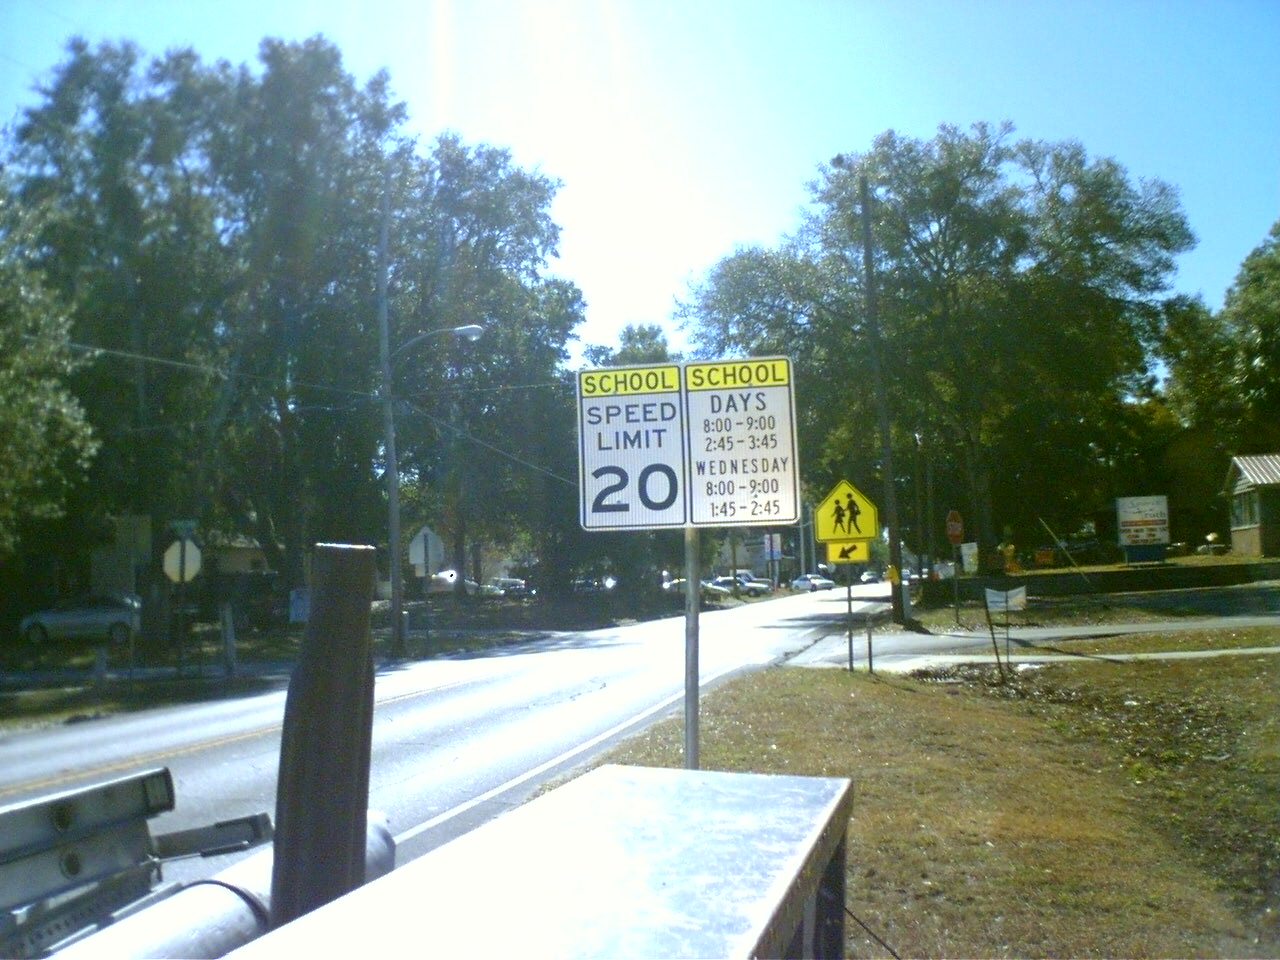 SCHOOL
SPEED
LIMIT
20
SCHOOL
DAYS
8:00-9:00
2:45-3:45
WEDNESDAY
8:00-9:00
1:45-2:45